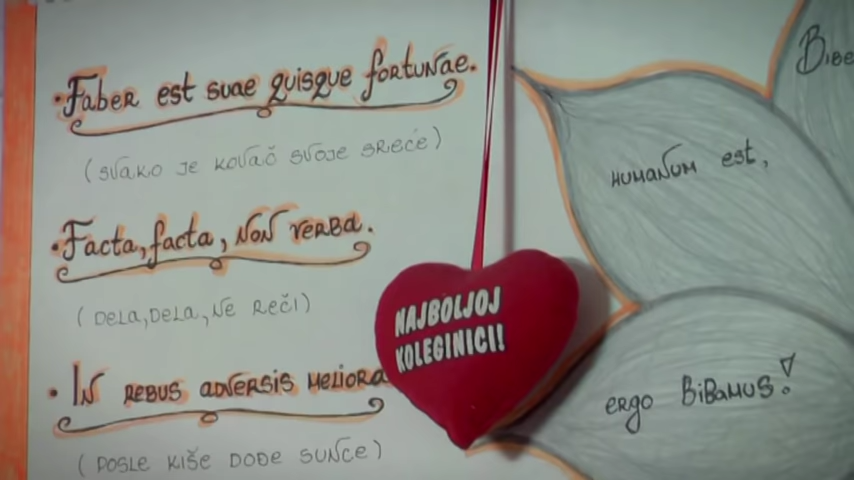 • Faber est suae quisque fortunae.
(svako je kovač svoje sreće)
• Facta, facta, non verba.
(dela, dela, ne reči)
• In rebus adversis meliora
(posle kiše dođe sunce)
NAJBOLJOJ
KOLEGINICI!
humanum est,
ergo bibamus!